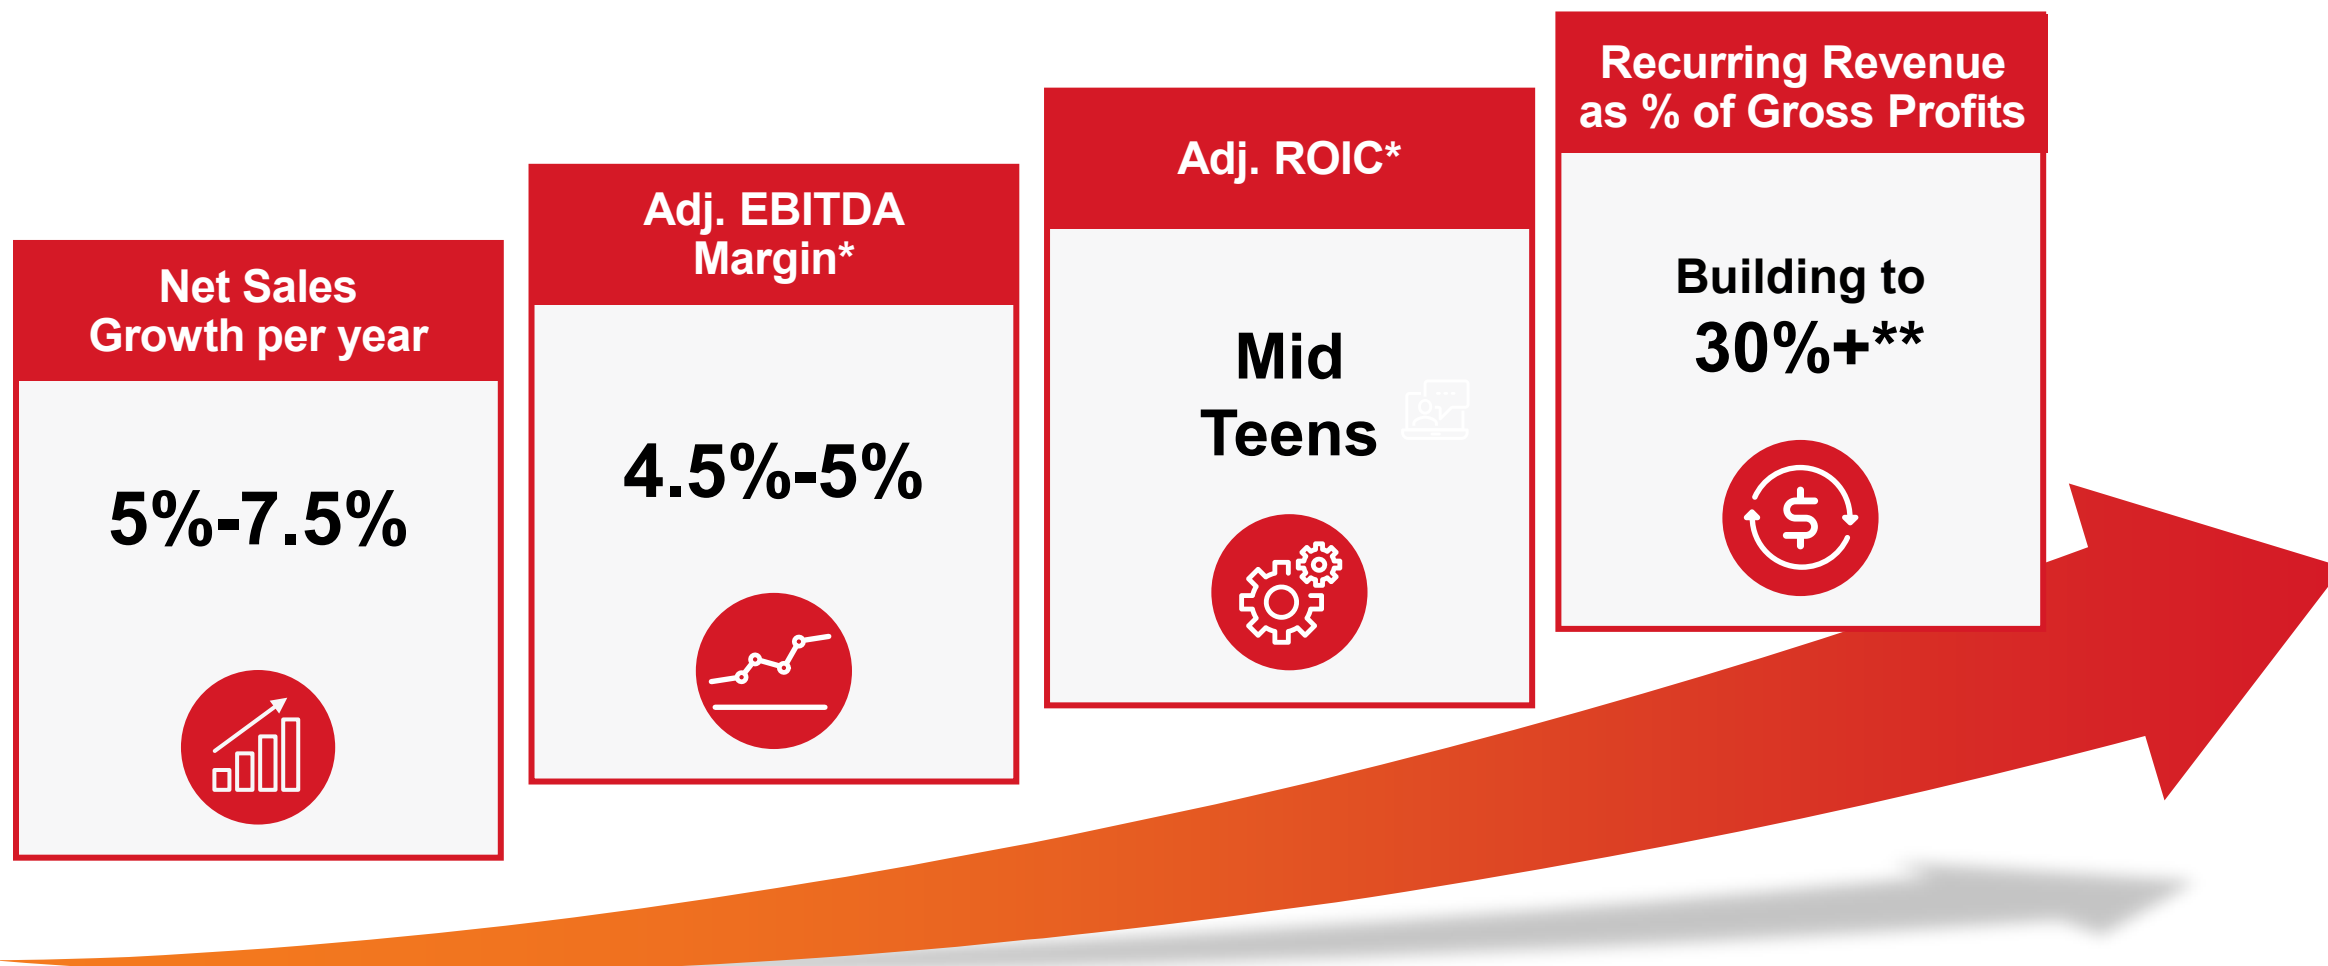 Net Sales
Growth per year
5%-7.5%
Adj. EBITDA
Margin*
4.5%-5%
Adj. ROIC*
Mid
Teens
Recurring Revenue
as % of Gross Profits
Building to
30%+**
$